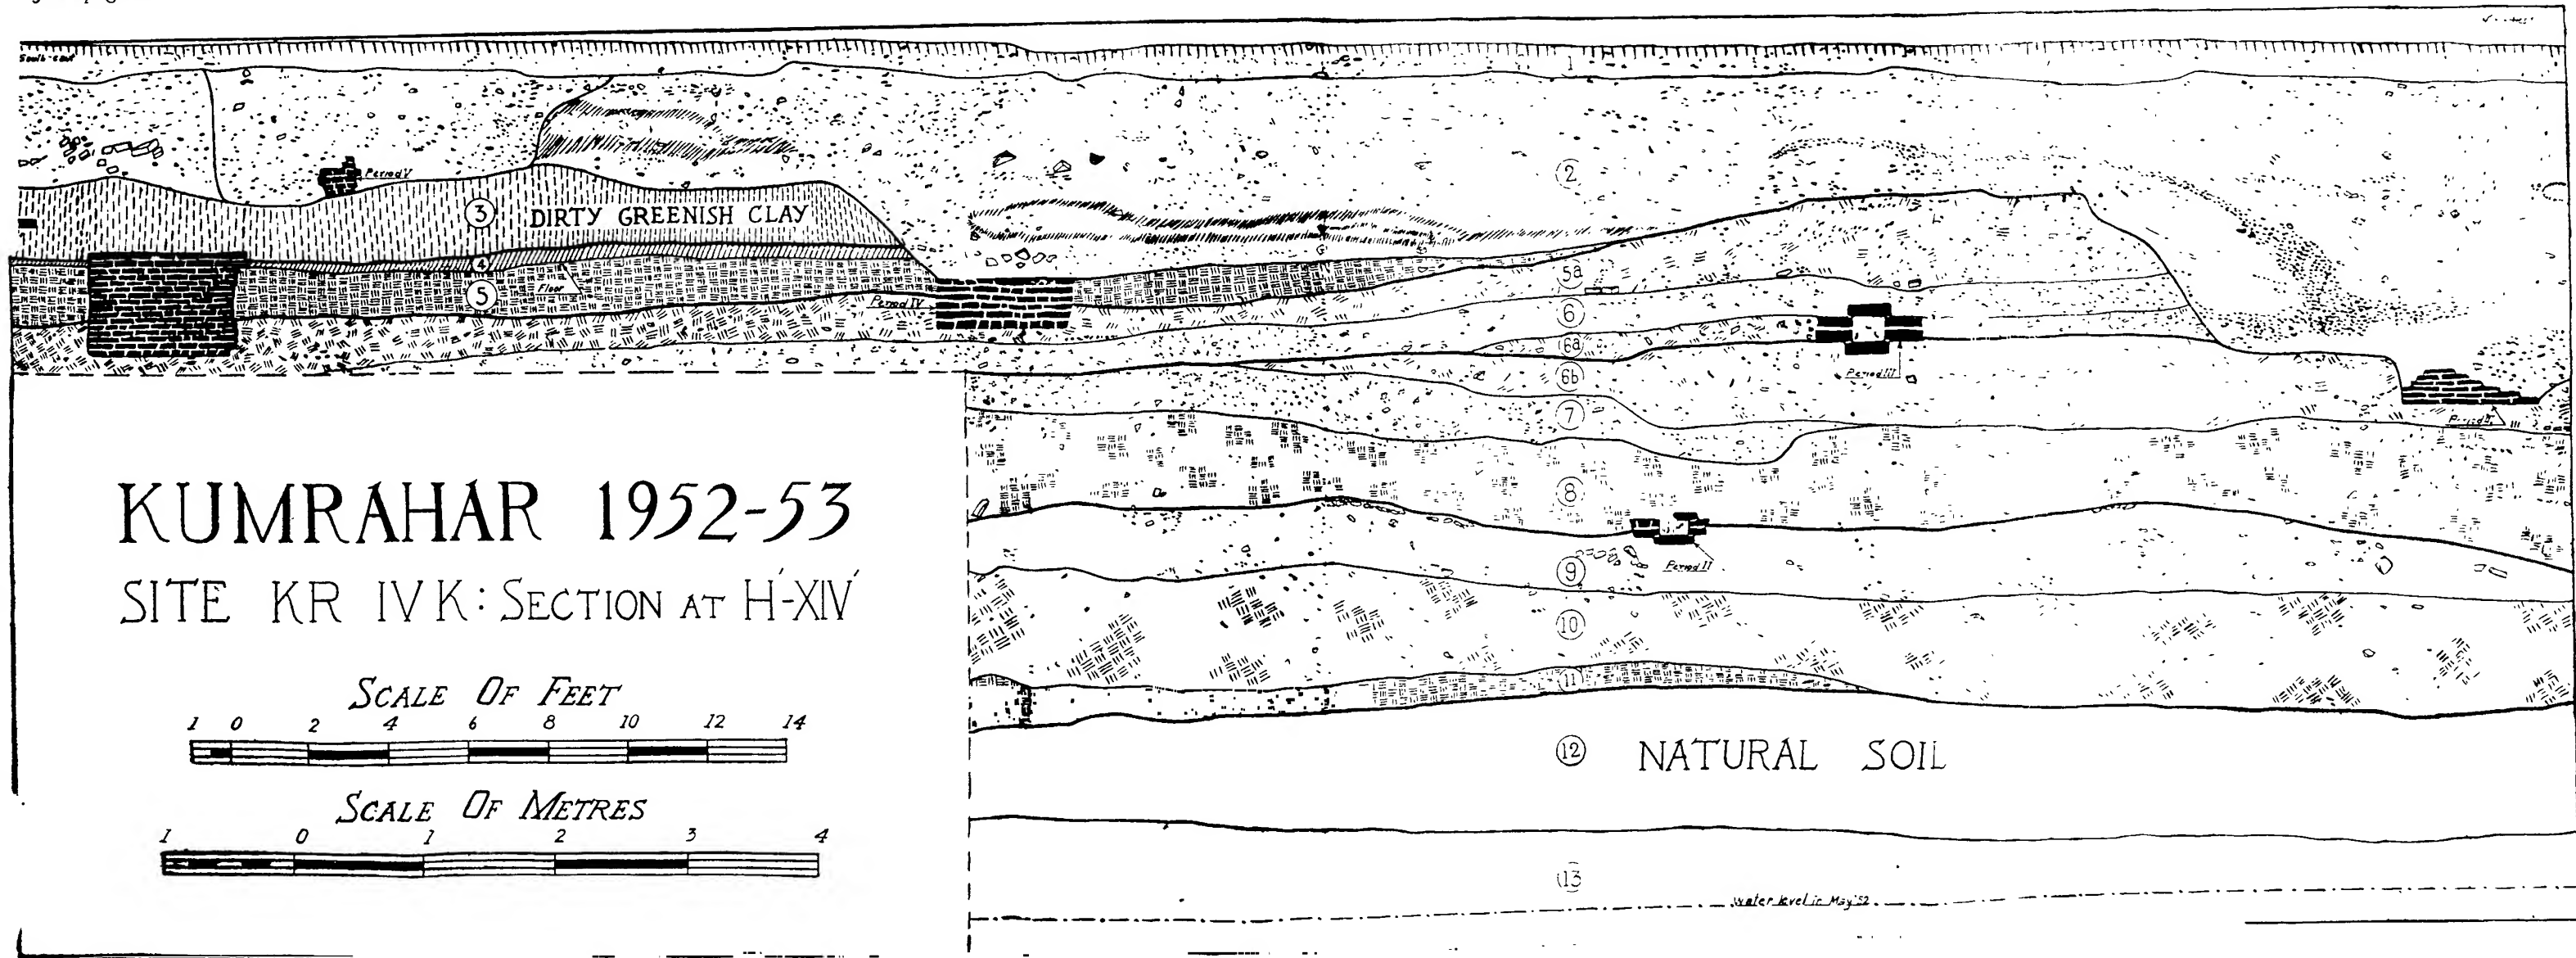 South-east
1
2
Period V
3 DIRTY GREENISH CLAY
4
Floor
5
Period IV
5a
6
6a
Period III
6b
7
8
Period II
9
10
11
12 NATURAL SOIL
13
Water level in May '52
KUMRAHAR 1952-53
SITE KR IV K: SECTION AT H'-XIV'
SCALE OF FEET
1 0 2 4 6 8 10 12 14
SCALE OF METRES
1 0 1 2 3 4